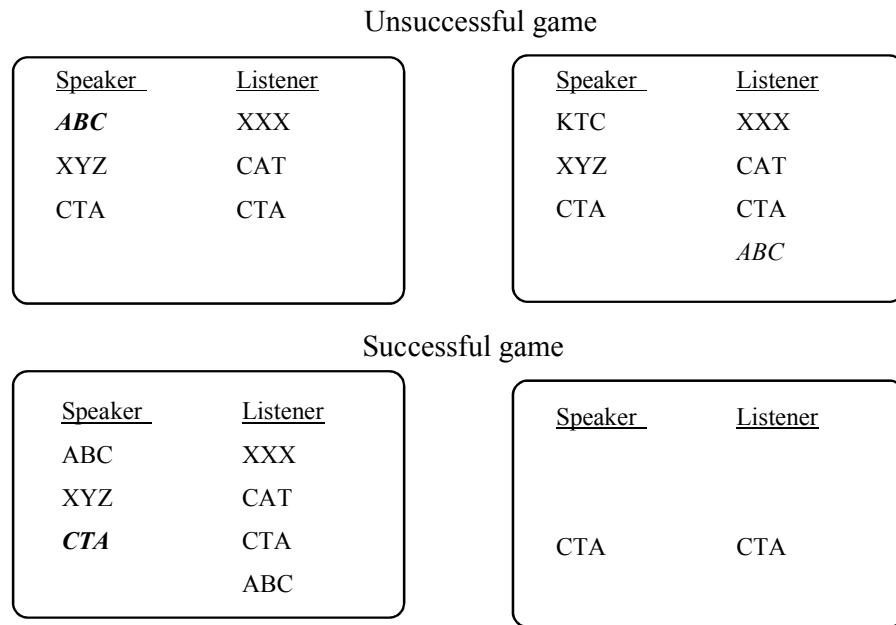 Unsuccessful game
Speaker Listener
ABC XXX
XYZ CAT
CTA CTA
Speaker Listener
KTC XXX
XYZ CAT
CTA CTA
ABC
Successful game
Speaker Listener
ABC XXX
XYZ CAT
CTA CTA
ABC
Speaker Listener
CTA CTA